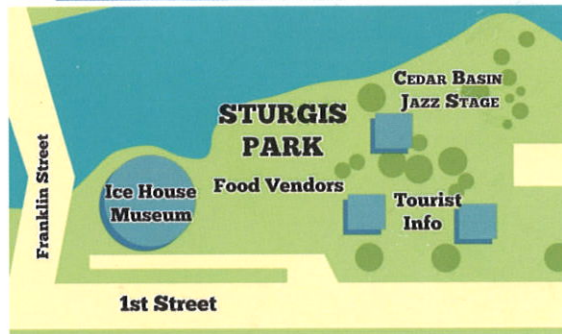 CEDAR BASIN
JAZZ STAGE
STURGIS
PARK
Food Vendors
Ice House
Museum
Tourist
Info
Franklin Street
1st Street